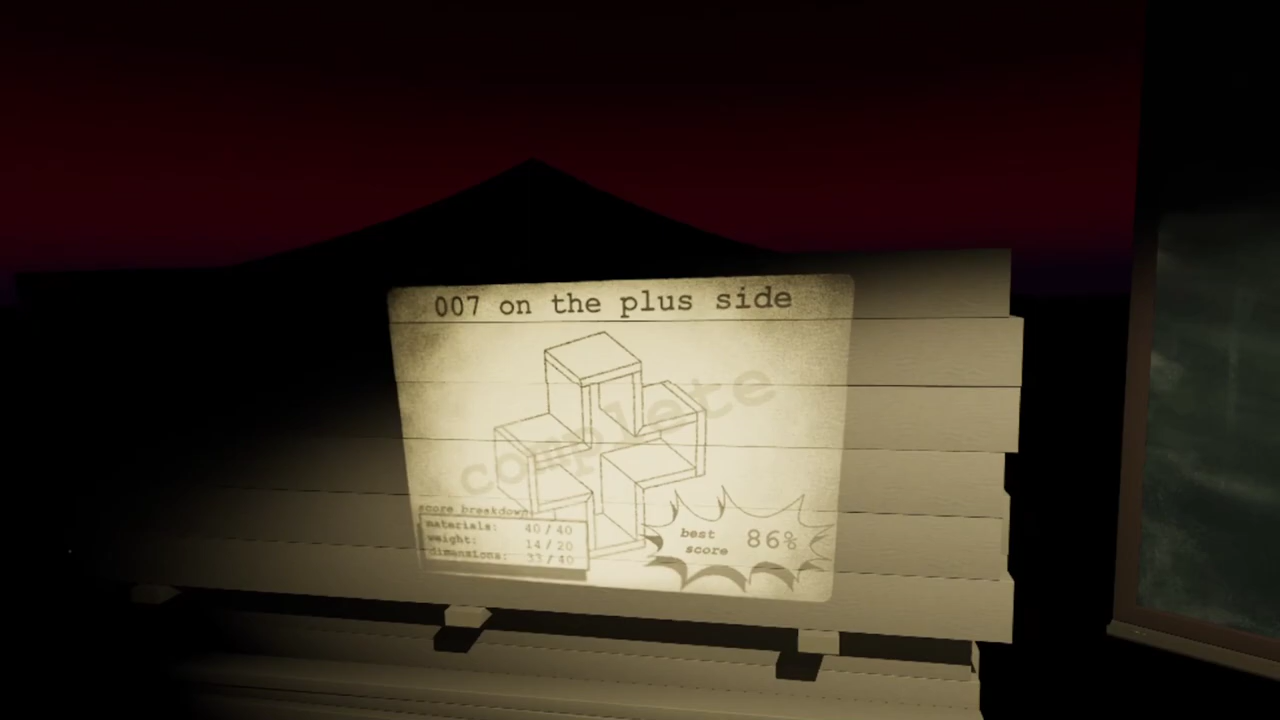 007 on the plus side
complete
score breakdown
materials: 40/40
weight: 14/20
dimensions: 33/40
best score 86%